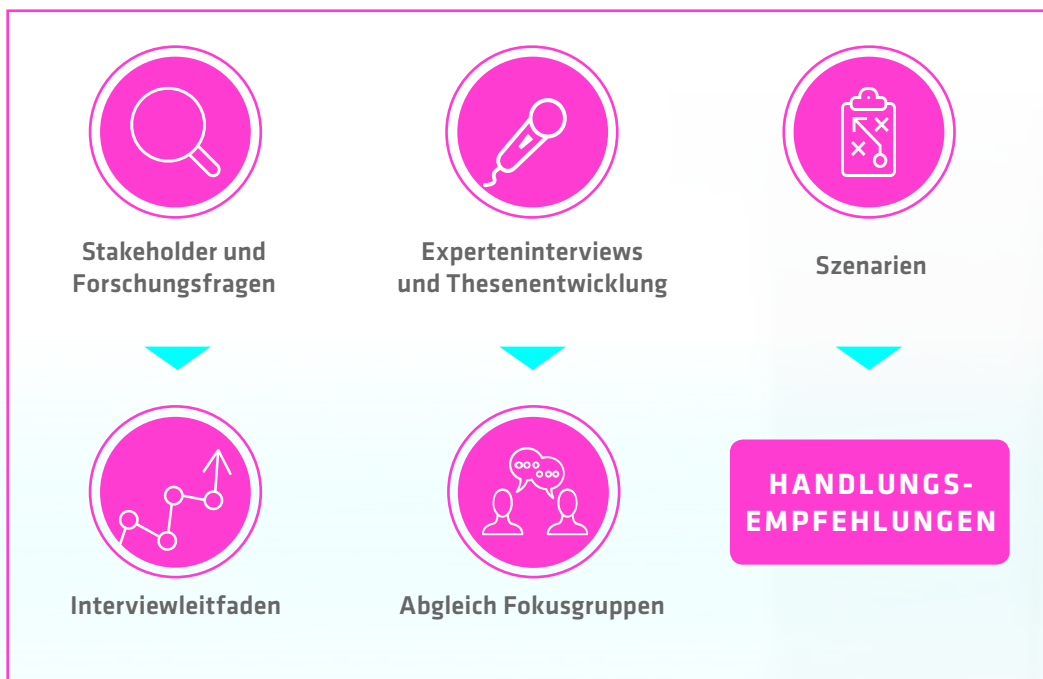 Stakeholder und
Forschungsfragen
Experteninterviews
und Thesenentwicklung
Szenarien
Interviewleitfaden
Abgleich Fokusgruppen
HANDLUNGS-
EMPFEHLUNGEN